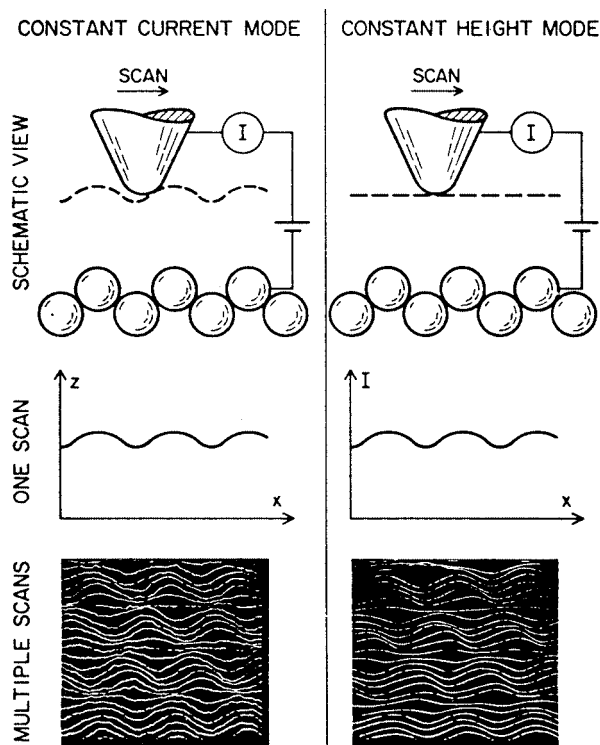 CONSTANT CURRENT MODE
CONSTANT HEIGHT MODE
SCHEMATIC VIEW
SCAN
I
SCAN
I
ONE SCAN
z
x
I
x
MULTIPLE SCANS